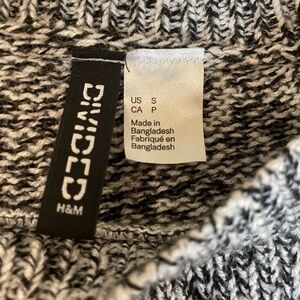 DIVIDED
H&M
US S
CA P
Made in
Bangladesh
Fabriqué en
Bangladesh